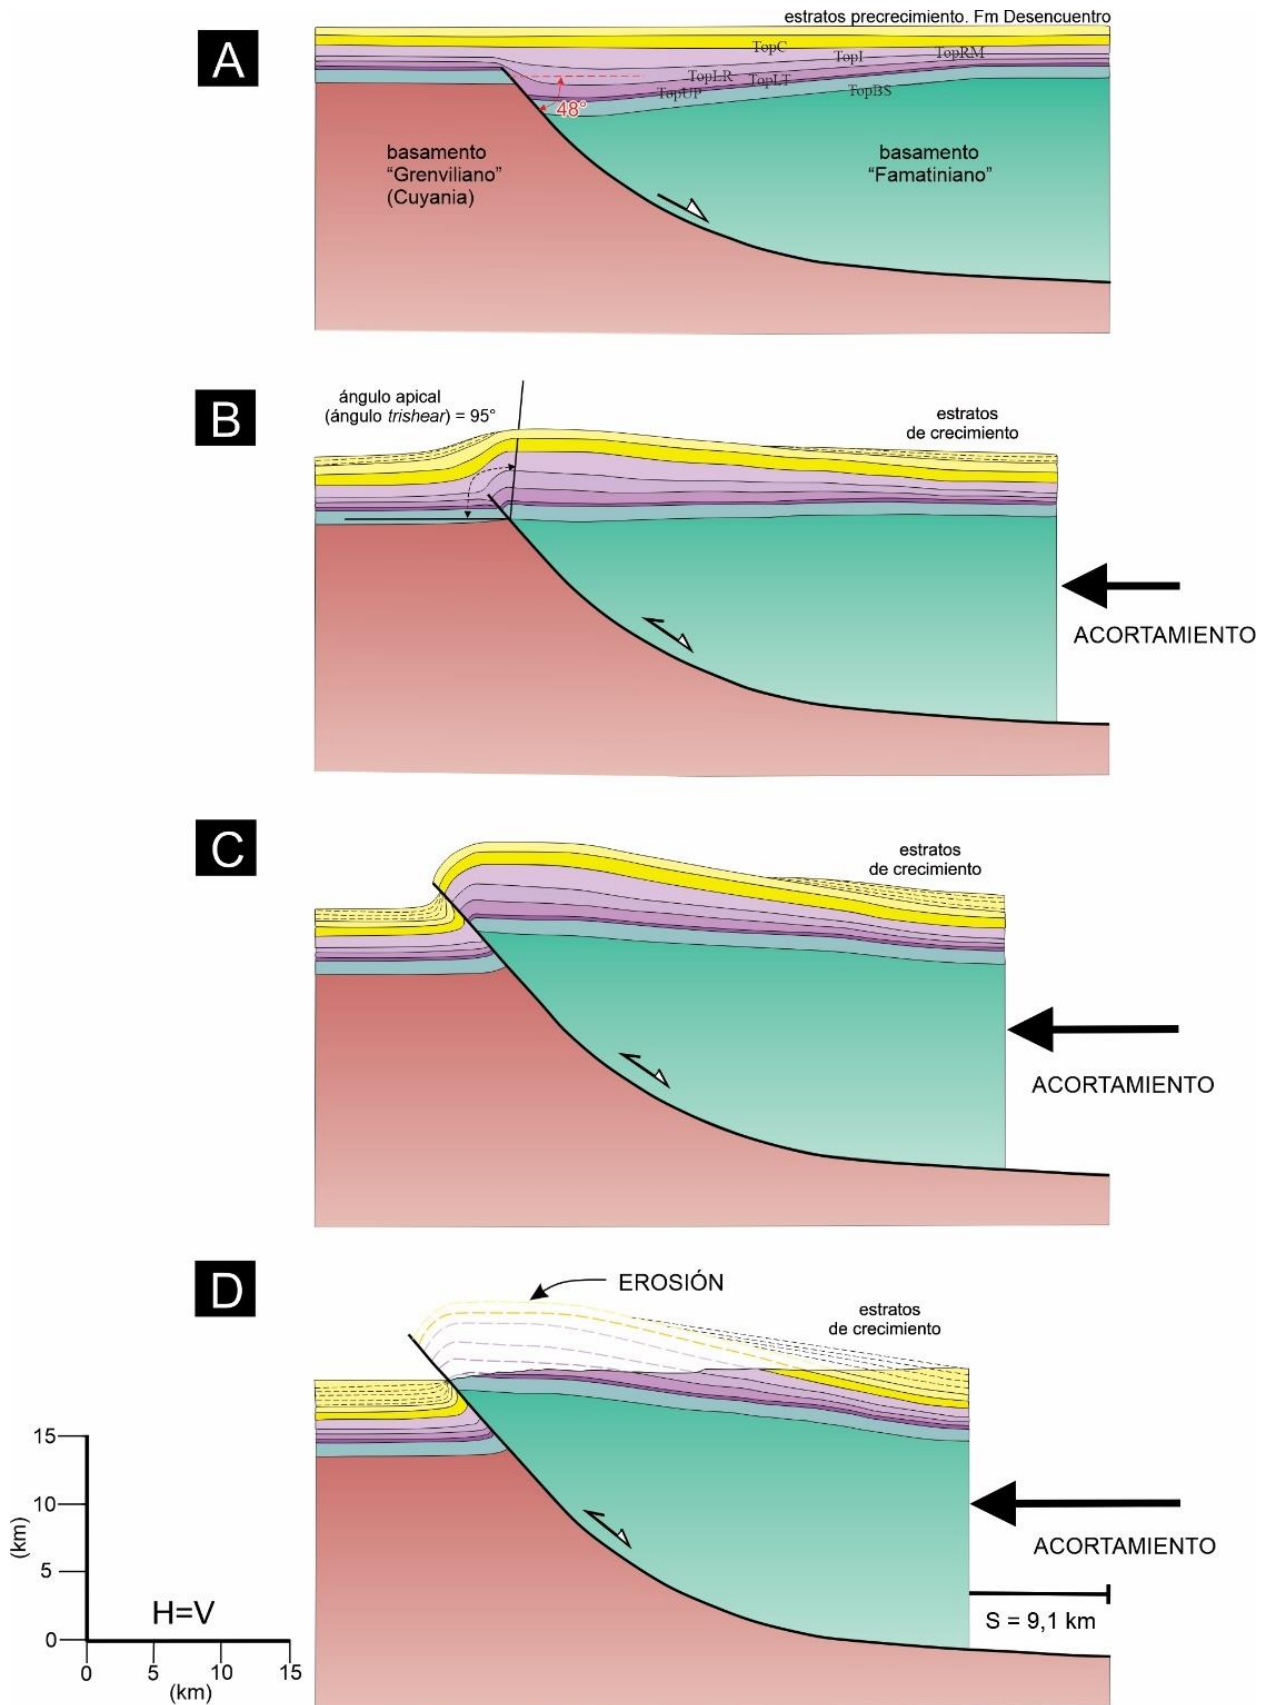 estratos precrecimiento. Fm Desencuentro
A
TopC
TopI
TopRM
TopLR
TopLT
TopUP
TopBS
48°
basamento
"Grenviliano"
(Cuyania)
basamento
"Famatiniano"
B
ángulo apical
(ángulo trishear) = 95°
estratos
de crecimiento
ACORTAMIENTO
C
estratos
de crecimiento
ACORTAMIENTO
D
EROSIÓN
estratos
de crecimiento
ACORTAMIENTO
S = 9,1 km
15
10
5
0
(km)
H=V
0 5 10 15
(km)